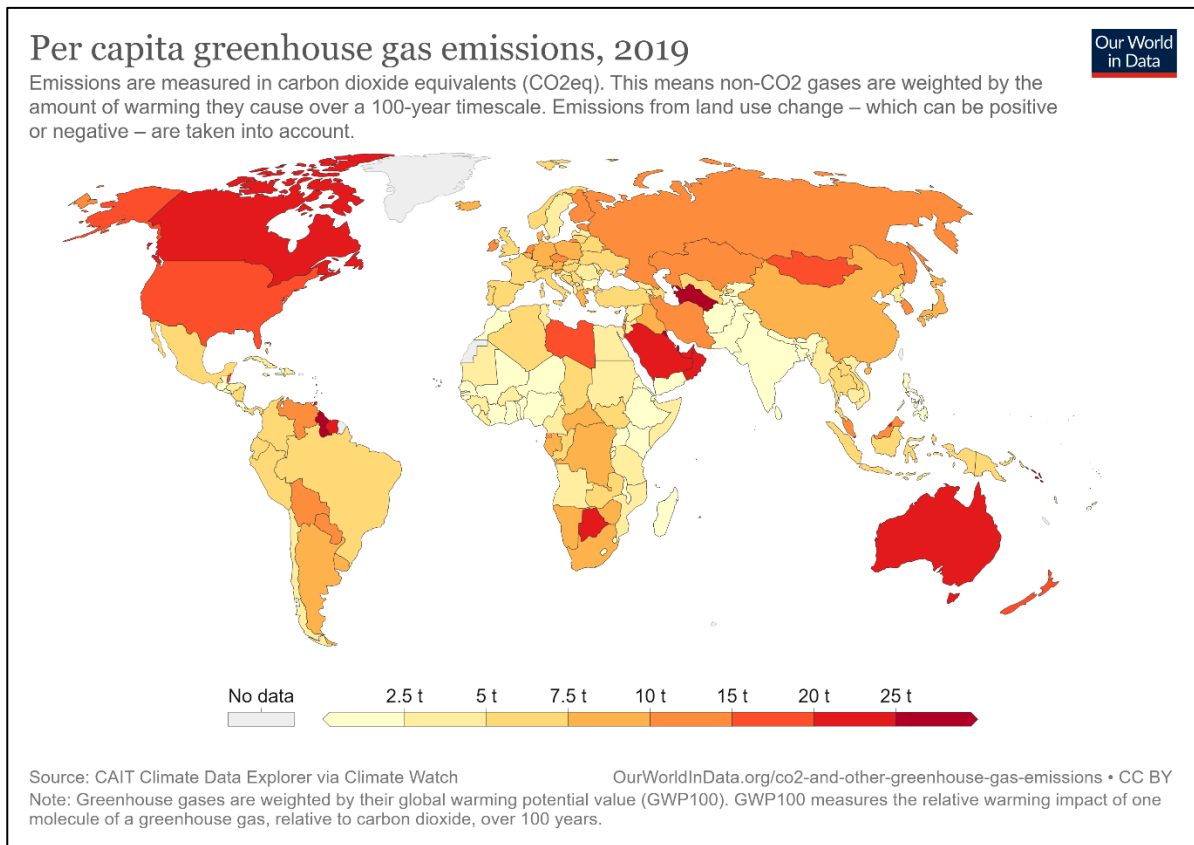 Per capita greenhouse gas emissions, 2019
Our World
in Data
Emissions are measured in carbon dioxide equivalents (CO2eq). This means non-CO2 gases are weighted by the
amount of warming they cause over a 100-year timescale. Emissions from land use change – which can be positive
or negative – are taken into account.
No data
2.5 t 5 t 7.5 t 10 t 15 t 20 t 25 t
Source: CAIT Climate Data Explorer via Climate Watch
OurWorldInData.org/co2-and-other-greenhouse-gas-emissions • CC BY
Note: Greenhouse gases are weighted by their global warming potential value (GWP100). GWP100 measures the relative warming impact of one
molecule of a greenhouse gas, relative to carbon dioxide, over 100 years.